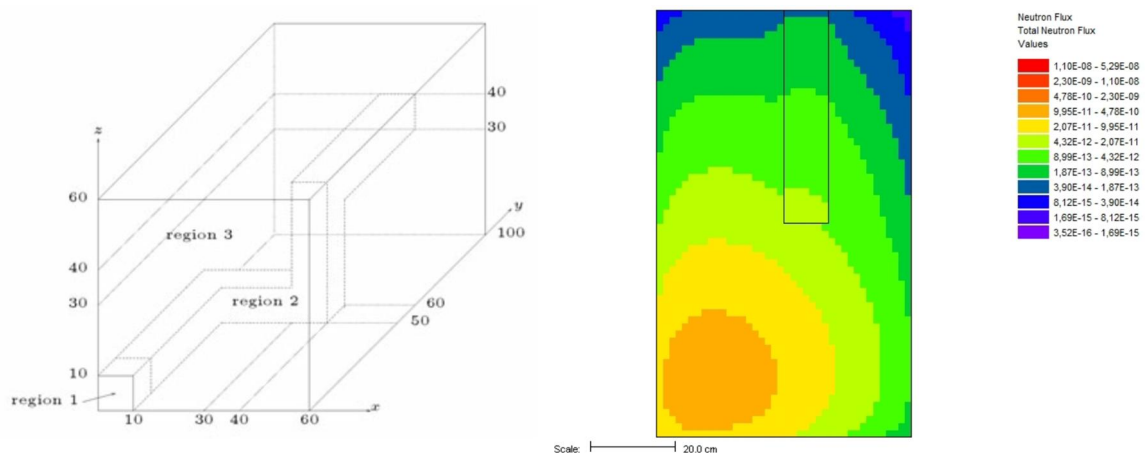 z
40
30
60
region 3
y
100
40
30
region 2
60
50
10
region 1
x
10
30
40
60
Scale:
20.0 cm
Neutron Flux
Total Neutron Flux
Values
1,10E-08 - 5,29E-08
2,30E-09 - 1,10E-08
4,78E-10 - 2,30E-09
9,95E-11 - 4,78E-10
2,07E-11 - 9,95E-11
4,32E-12 - 2,07E-11
8,99E-13 - 4,32E-12
1,87E-13 - 8,99E-13
3,90E-14 - 1,87E-13
8,12E-15 - 3,90E-14
1,69E-15 - 8,12E-15
3,52E-16 - 1,69E-15